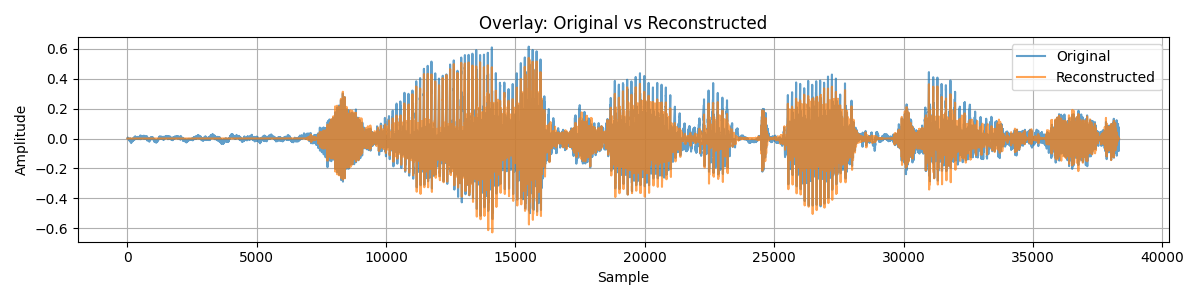 Overlay: Original vs Reconstructed
Amplitude
0.6
0.4
0.2
0.0
−0.2
−0.4
−0.6
Original
Reconstructed
0 5000 10000 15000 20000 25000 30000 35000 40000
Sample